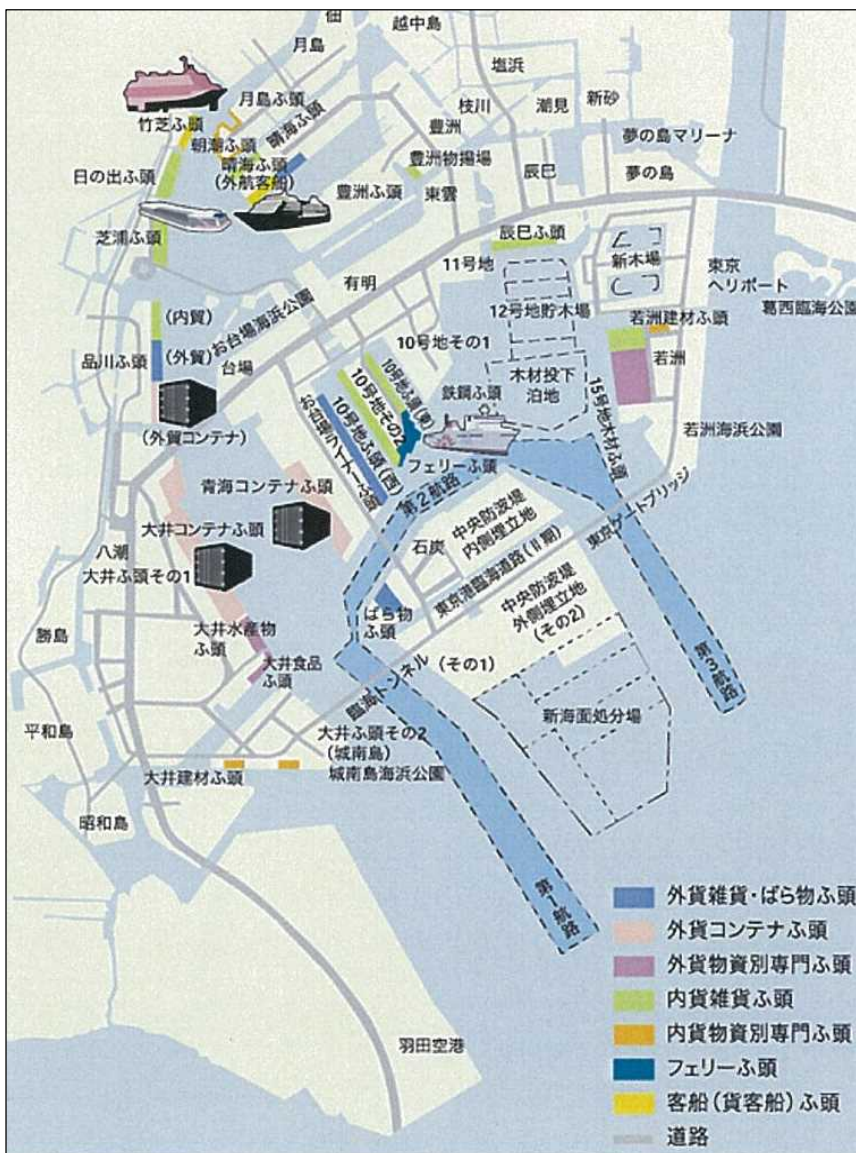 佃
越中島
月島
塩浜
枝川
潮見
新砂
月島ふ頭
晴海ふ頭
豊洲
夢の島マリーナ
竹芝ふ頭
朝潮ふ頭
晴海ふ頭
(外航客船)
豊洲物揚場
辰巳
夢の島
日の出ふ頭
豊洲ふ頭
東雲
芝浦ふ頭
辰巳ふ頭
11号地
新木場
東京
ヘリポート
有明
葛西臨海公園
12号地貯木場
若洲建材ふ頭
(内貿)
お台場海浜公園
品川ふ頭
(外貿)
台場
10号地その1
若洲
木材投下
泊地
15号地木材ふ頭
10号地ふ頭(東)
10号地その2
10号地ふ頭(西)
お台場ライナーふ頭
鉄鋼ふ頭
(外貿コンテナ)
若洲海浜公園
フェリーふ頭
青海コンテナふ頭
第2航路
中央防波堤
内側埋立地
東京ゲートブリッジ
大井コンテナふ頭
石炭
八潮
大井ふ頭その1
東京港臨海道路(Ⅱ期)
中央防波堤
外側埋立地
(その2)
ばら物
ふ頭
勝島
大井水産物
ふ頭
大井食品
ふ頭
(その1)
第3航路
臨海トンネル
新海面処分場
平和島
大井ふ頭その2
(城南島)
城南島海浜公園
大井建材ふ頭
昭和島
第1航路
羽田空港
外貨雑貨・ばら物ふ頭
外貨コンテナふ頭
外貨物資別専門ふ頭
内貨雑貨ふ頭
内貨物資別専門ふ頭
フェリーふ頭
客船(貨客船)ふ頭
道路